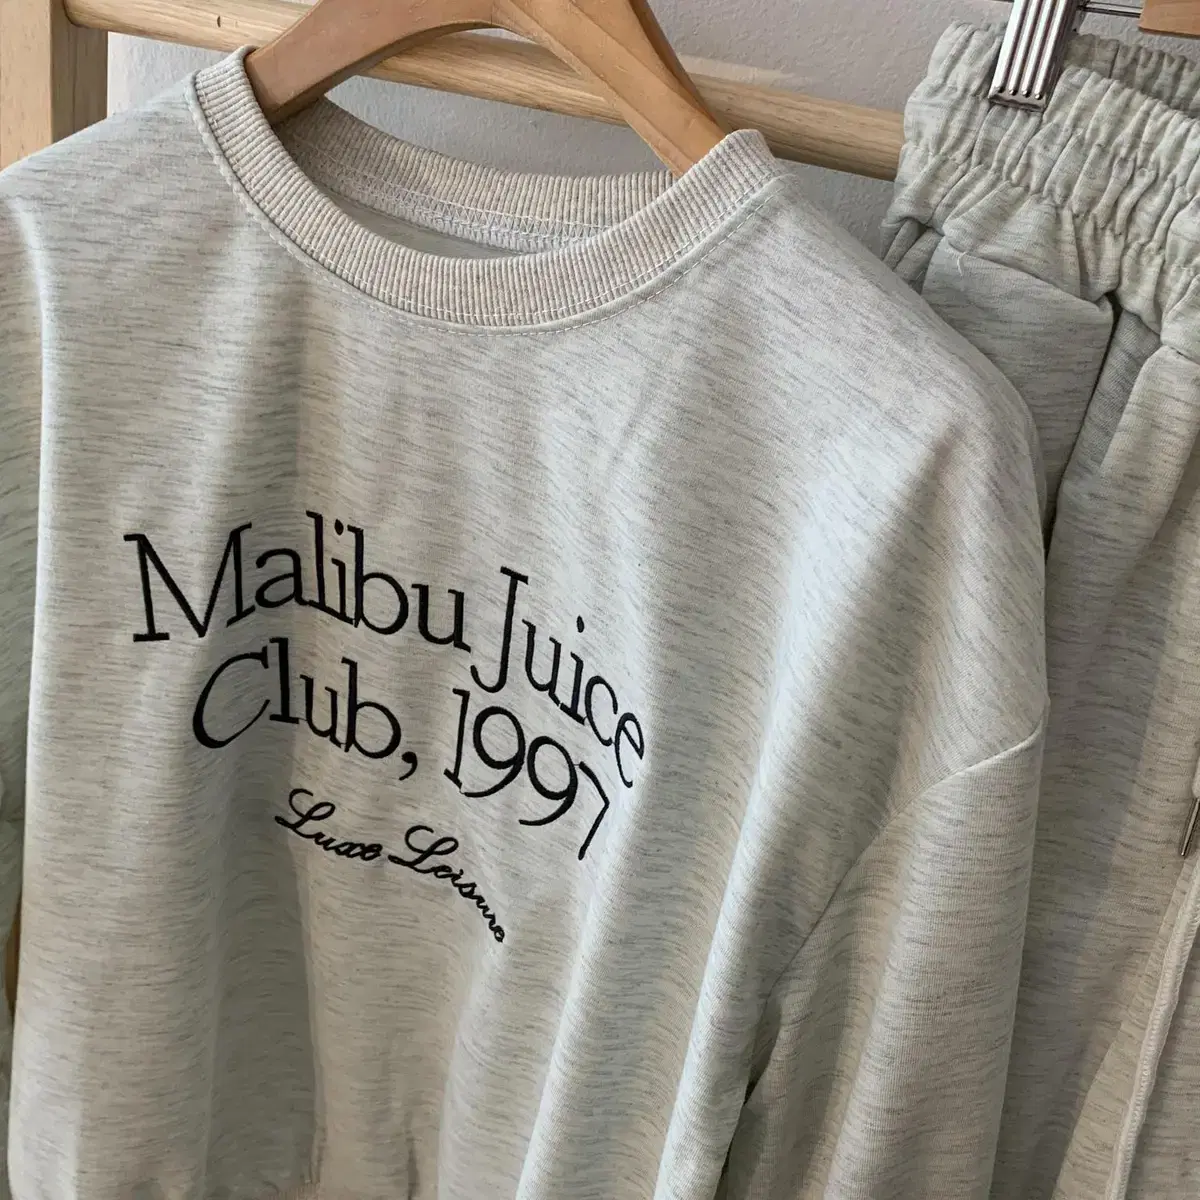 Malibu Juice
Club, 1997
Luxe Leisure